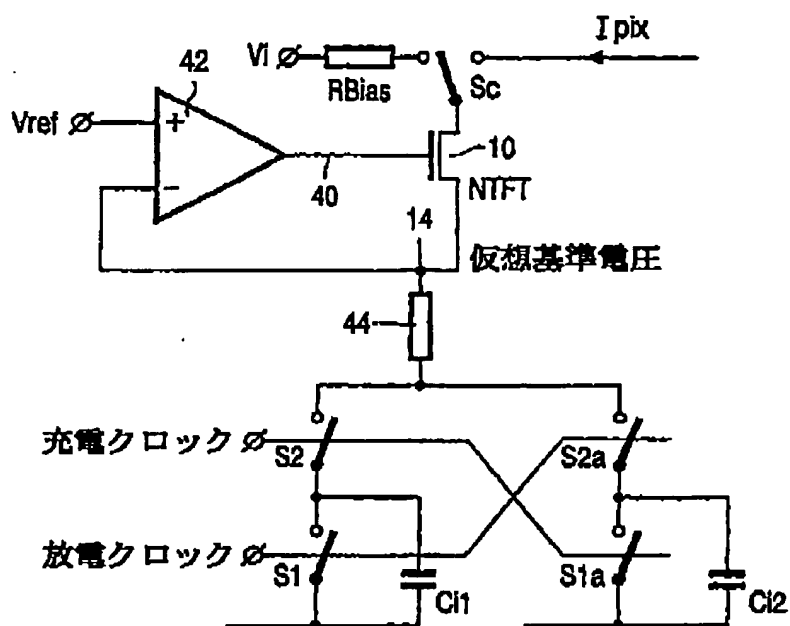 Ipix
Vi
RBias
Sc
42
Vref
+
−
40
10
NTFT
14
仮想基準電圧
44
充電クロック
S2
S2a
放電クロック
S1
Ci1
S1a
Ci2